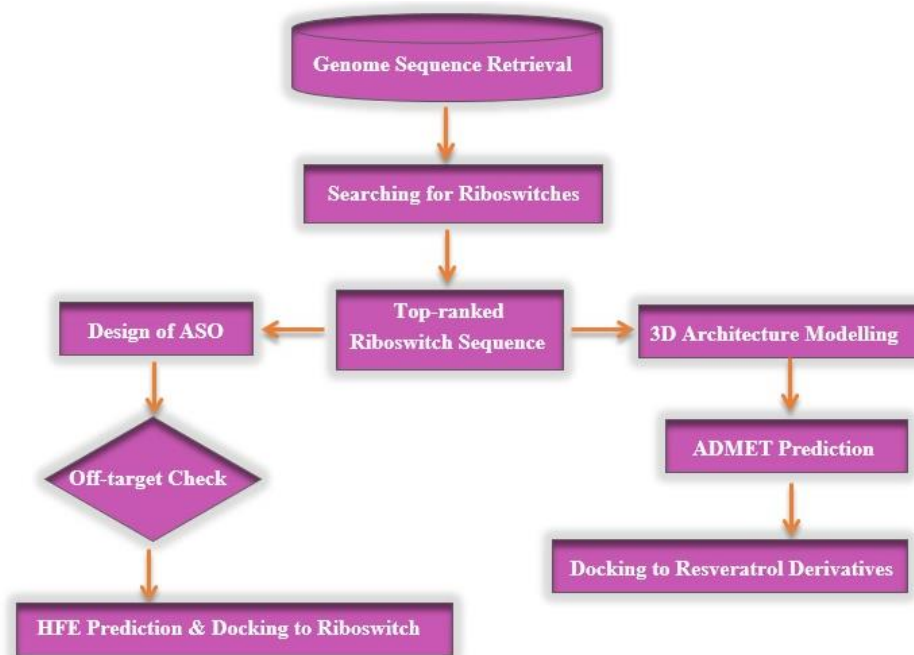 Genome Sequence Retrieval
Searching for Riboswitches
Top-ranked
Riboswitch Sequence
Design of ASO
3D Architecture Modelling
Off-target Check
ADMET Prediction
Docking to Resveratrol Derivatives
HFE Prediction & Docking to Riboswitch